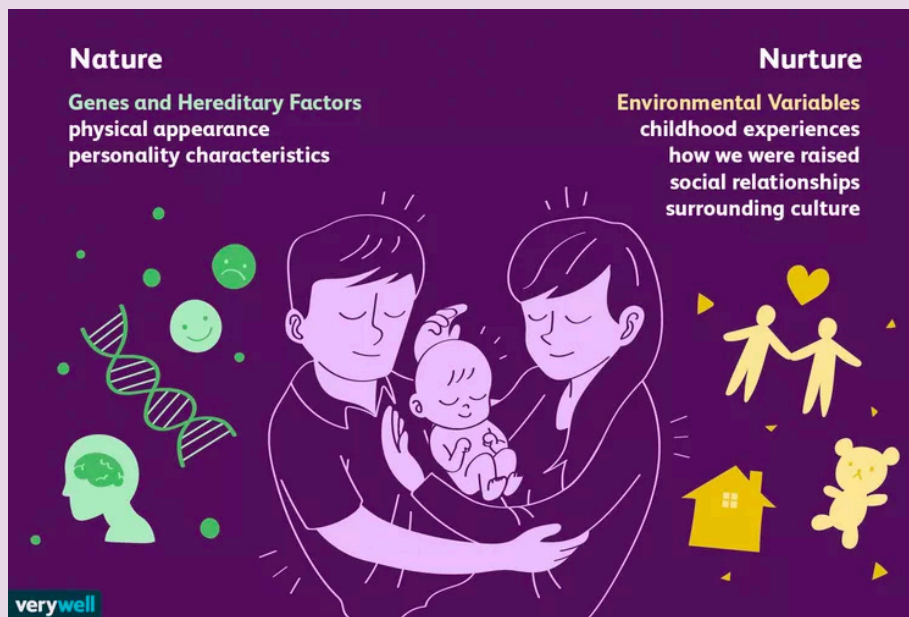 Nature
Genes and Hereditary Factors
physical appearance
personality characteristics
Nurture
Environmental Variables
childhood experiences
how we were raised
social relationships
surrounding culture
verywell